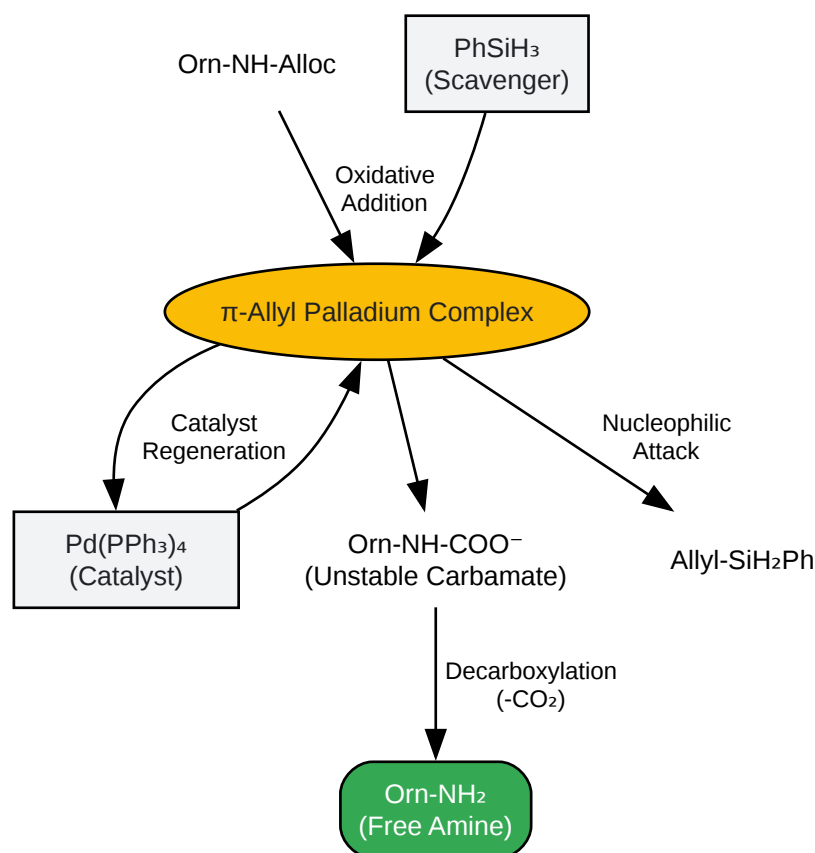 Orn-NH-Alloc
PhSiH₃
(Scavenger)
Oxidative
Addition
π-Allyl Palladium Complex
Catalyst
Regeneration
Nucleophilic
Attack
Pd(PPh₃)₄
(Catalyst)
Orn-NH-COO⁻
(Unstable Carbamate)
Allyl-SiH₂Ph
Decarboxylation
(-CO₂)
Orn-NH₂
(Free Amine)